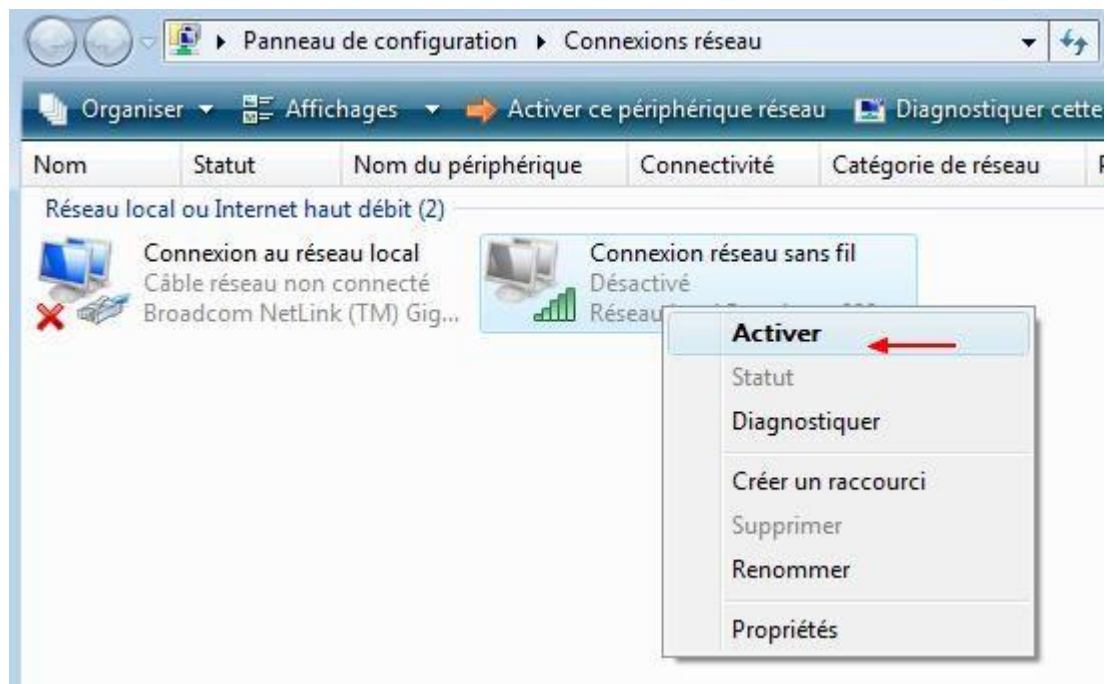 Panneau de configuration Connexions réseau
Organiser Affichages Activer ce périphérique réseau Diagnostiquer cette
Nom Statut Nom du périphérique Connectivité Catégorie de réseau
Réseau local ou Internet haut débit (2)
Connexion au réseau local
Câble réseau non connecté
Broadcom NetLink (TM) Gig...
Connexion réseau sans fil
Désactivé
Réseau
Activer
Statut
Diagnostiquer
Créer un raccourci
Supprimer
Renommer
Propriétés